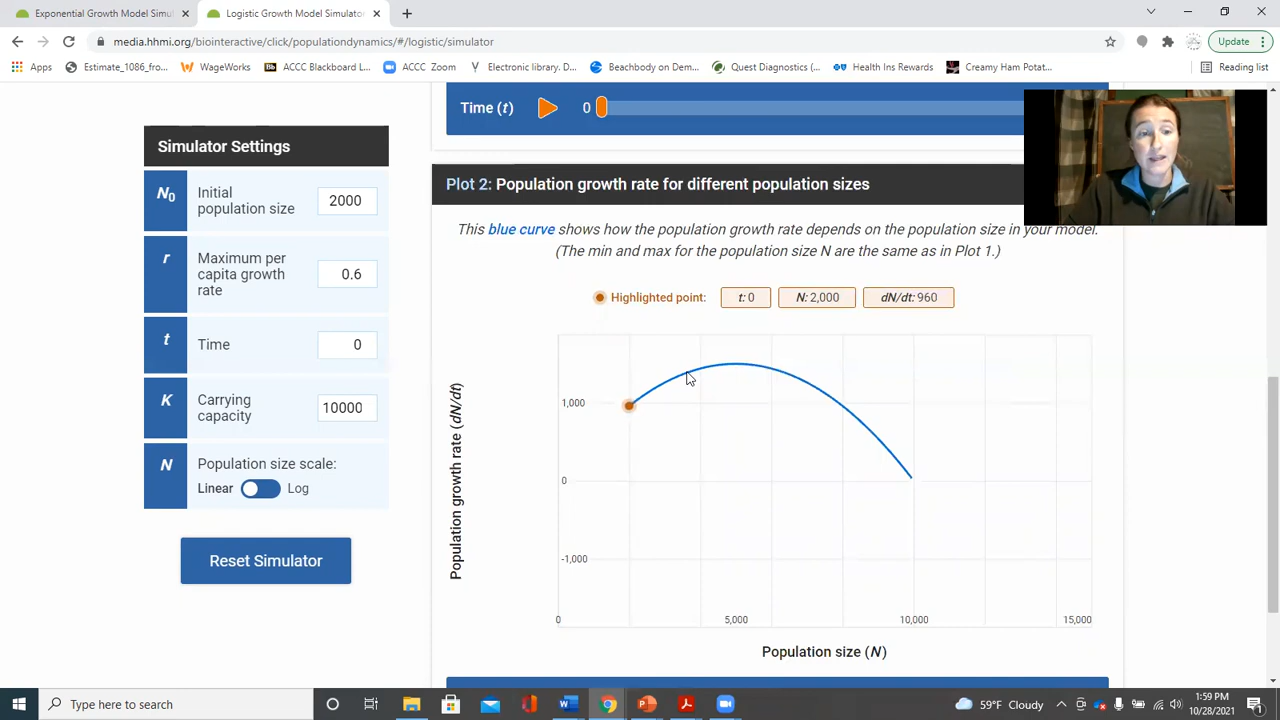 Exponential Growth Model Simul
Logistic Growth Model Simulator
media.hhmi.org/biointeractive/click/populationdynamics/#/logistic/simulator
Update
Apps
Estimate_1086_fro...
WageWorks
ACCC Blackboard L...
ACCC Zoom
Electronic library. D...
Beachbody on Dem...
Quest Diagnostics (...
Health Ins Rewards
Creamy Ham Potat...
Reading list
Time (t)
0
Simulator Settings
N0
Initial
population size
2000
r
Maximum per
capita growth
rate
0.6
t
Time
0
K
Carrying
capacity
10000
N
Population size scale:
Linear
Log
Reset Simulator
Plot 2: Population growth rate for different population sizes
This blue curve shows how the population growth rate depends on the population size in your model.
(The min and max for the population size N are the same as in Plot 1.)
Highlighted point:
t: 0
N: 2,000
dN/dt: 960
Population growth rate (dN/dt)
1,000
0
-1,000
0
5,000
10,000
15,000
Population size (N)
Type here to search
59°F Cloudy
1:59 PM
10/28/2021